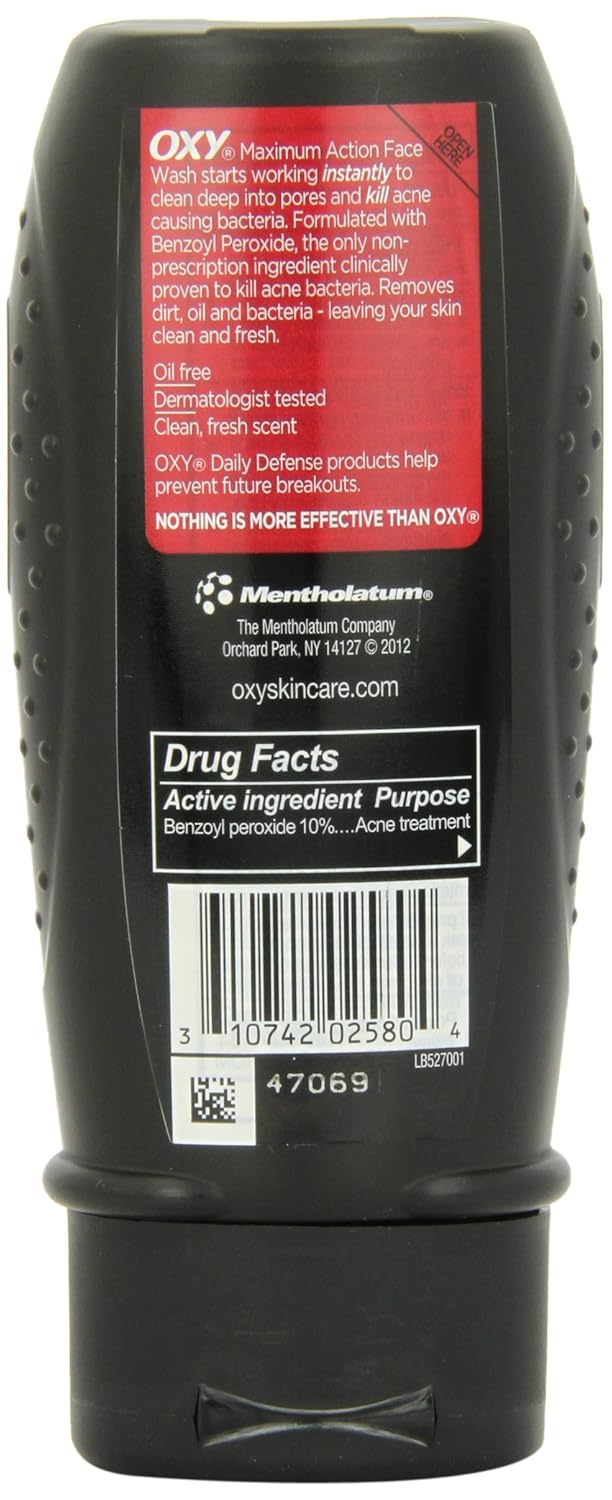 OXY® Maximum Action Face
OPEN
HERE
Wash starts working instantly to
clean deep into pores and kill acne
causing bacteria. Formulated with
Benzoyl Peroxide, the only non-
prescription ingredient clinically
proven to kill acne bacteria. Removes
dirt, oil and bacteria - leaving your skin
clean and fresh.
Oil free
Dermatologist tested
Clean, fresh scent
OXY® Daily Defense products help
prevent future breakouts.
NOTHING IS MORE EFFECTIVE THAN OXY®
Mentholatum®
The Mentholatum Company
Orchard Park, NY 14127 © 2012
oxyskincare.com
Drug Facts
Active ingredient Purpose
Benzoyl peroxide 10%....Acne treatment
3 10742 02580 4
LB527001
47069